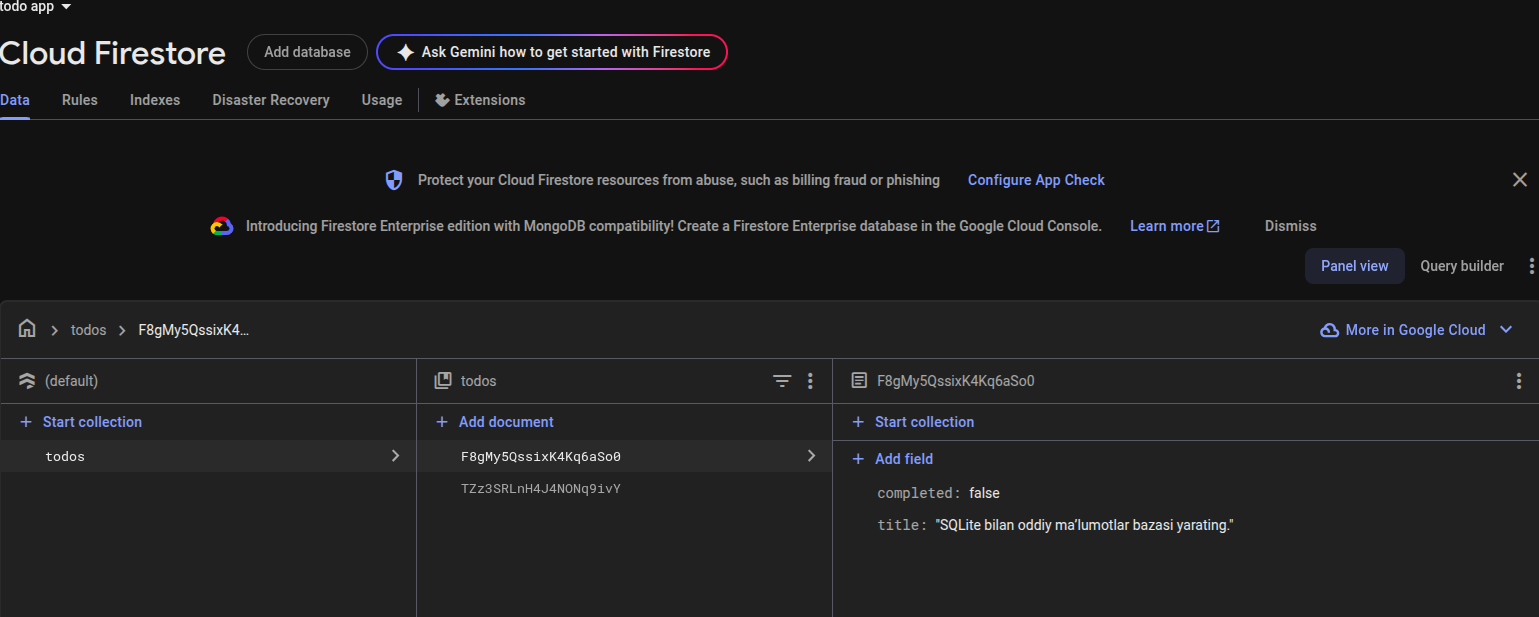 todo app
Cloud Firestore
Add database
Ask Gemini how to get started with Firestore
Data Rules Indexes Disaster Recovery Usage Extensions
Protect your Cloud Firestore resources from abuse, such as billing fraud or phishing Configure App Check
Introducing Firestore Enterprise edition with MongoDB compatibility! Create a Firestore Enterprise database in the Google Cloud Console. Learn more Dismiss
Panel view Query builder
todos F8gMy5QssixK4…
More in Google Cloud
(default) todos F8gMy5QssixK4Kq6aSo0
+ Start collection + Add document + Start collection
todos F8gMy5QssixK4Kq6aSo0 + Add field
TZz3SRLnH4J4NONq9ivY
completed: false
title: "SQLite bilan oddiy ma’lumotlar bazasi yarating."